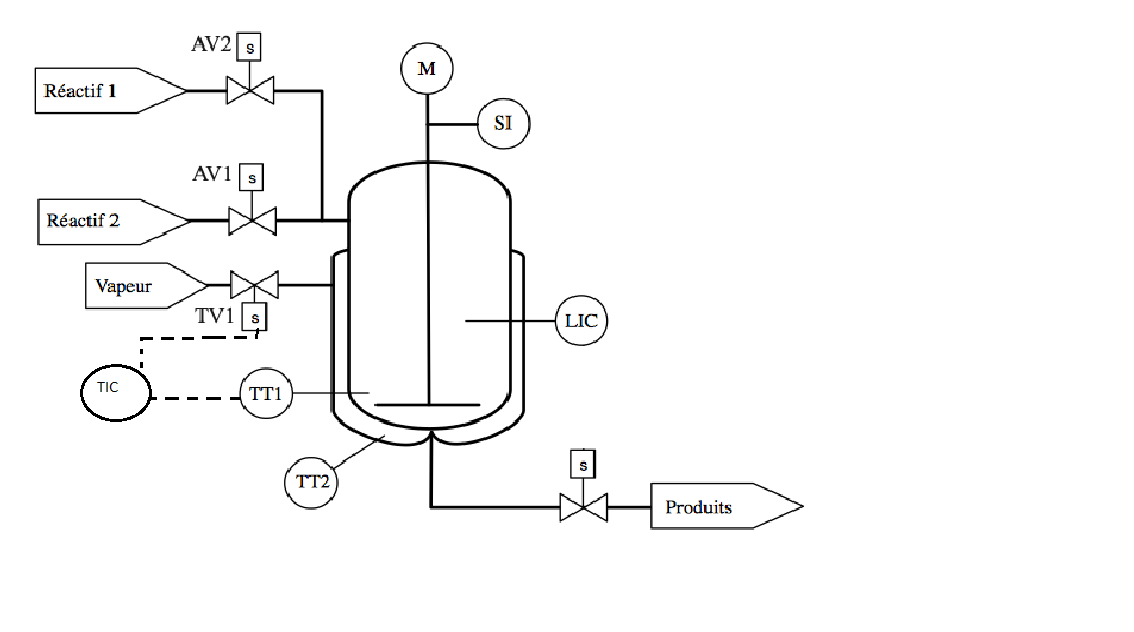 AV2
s
M
Réactif 1
SI
AV1
s
Réactif 2
Vapeur
TV1
s
LIC
TIC
TT1
TT2
s
Produits